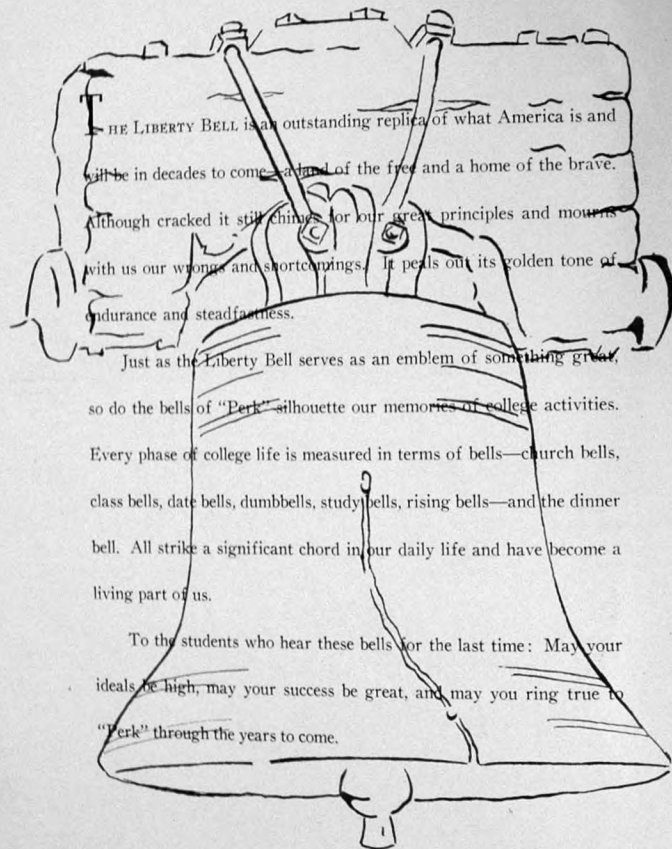 THE LIBERTY BELL is an outstanding replica of what America is and
will be in decades to come—a land of the free and a home of the brave.
Although cracked it still chimes for our great principles and mourns
with us our wrongs and shortcomings. It peals out its golden tone of
endurance and steadfastness.
Just as the Liberty Bell serves as an emblem of something great,
so do the bells of “Perk” silhouette our memories of college activities.
Every phase of college life is measured in terms of bells—church bells,
class bells, date bells, dumbbells, study bells, rising bells—and the dinner
bell. All strike a significant chord in our daily life and have become a
living part of us.
To the students who hear these bells for the last time: May your
ideals be high, may your success be great, and may you ring true to
“Perk” through the years to come.